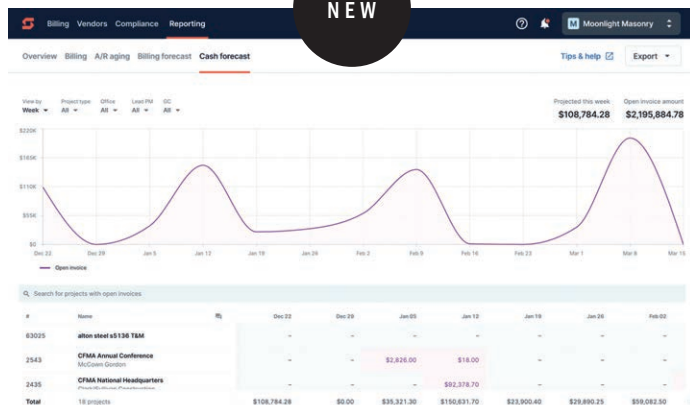 NEW
Billing Vendors Compliance Reporting
M Moonlight Masonry
Overview Billing A/R aging Billing forecast Cash forecast
Tips & help Export
View by Project type Office Lead PM GC
Week All All All All
Projected this week Open invoice amount
$108,784.28 $2,195,884.78
$220K
$165K
$110K
$55K
$0
Dec 22 Dec 29 Jan 5 Jan 12 Jan 19 Jan 26 Feb 2 Feb 9 Feb 16 Feb 23 Mar 1 Mar 8 Mar 15
Open invoice
Search for projects with open invoices
# Name Dec 22 Dec 29 Jan 05 Jan 12 Jan 19 Jan 26 Feb 02
63025 alton steel s5136 T&M - - - - - - -
2543 CFMA Annual Conference - - $2,826.00 $18.00 - - -
McCown Gordon
2435 CFMA National Headquarters - - - $92,378.70 - - -
Total 18 projects $108,784.28 $0.00 $35,321.30 $150,631.70 $23,900.40 $29,890.25 $59,082.50